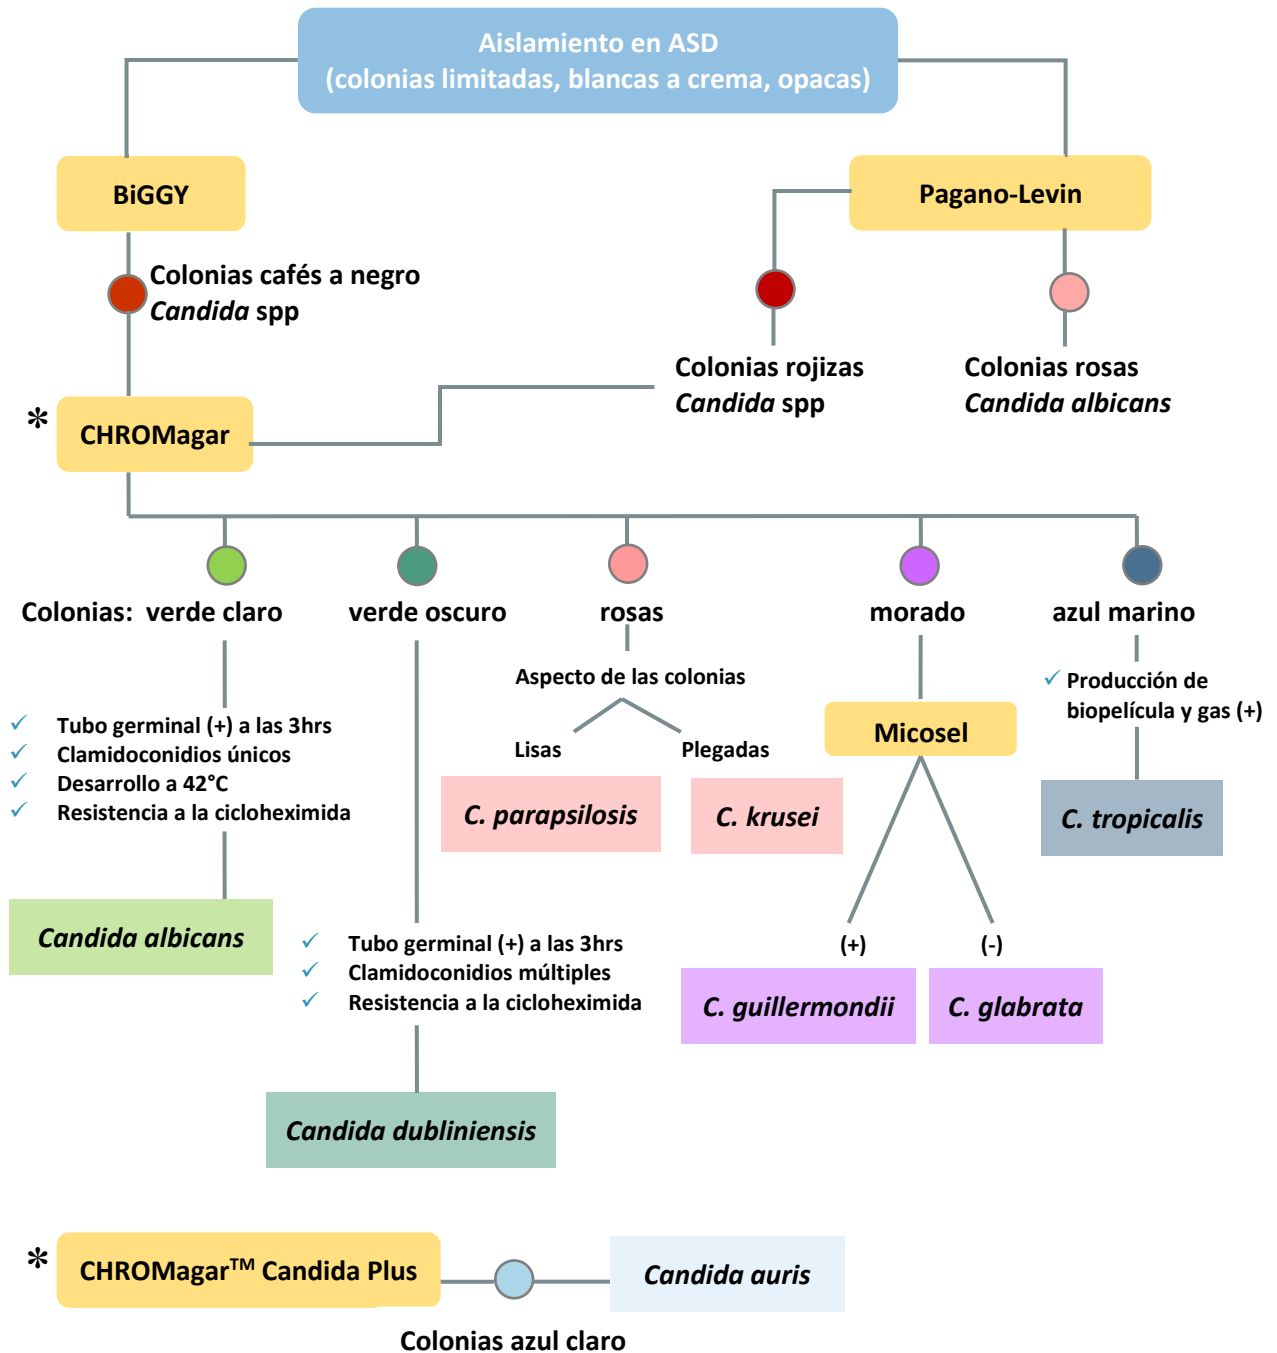 Aislamiento en ASD
(colonias limitadas, blancas a crema, opacas)
BiGGY
Pagano-Levin
Colonias cafés a negro
Candida spp
Colonias rojizas
Candida spp
Colonias rosas
Candida albicans
* CHROMagar
Colonias: verde claro
verde oscuro
rosas
morado
azul marino
Aspecto de las colonias
Lisas
Plegadas
✓ Producción de
biopelícula y gas (+)
Micosel
✓ Tubo germinal (+) a las 3hrs
✓ Clamidoconidios únicos
✓ Desarrollo a 42°C
✓ Resistencia a la cicloheximida
C. parapsilosis
C. krusei
C. tropicalis
Candida albicans
(+)
(-)
✓ Tubo germinal (+) a las 3hrs
✓ Clamidoconidios múltiples
✓ Resistencia a la cicloheximida
C. guillermondii
C. glabrata
Candida dubliniensis
* CHROMagar™ Candida Plus
Candida auris
Colonias azul claro